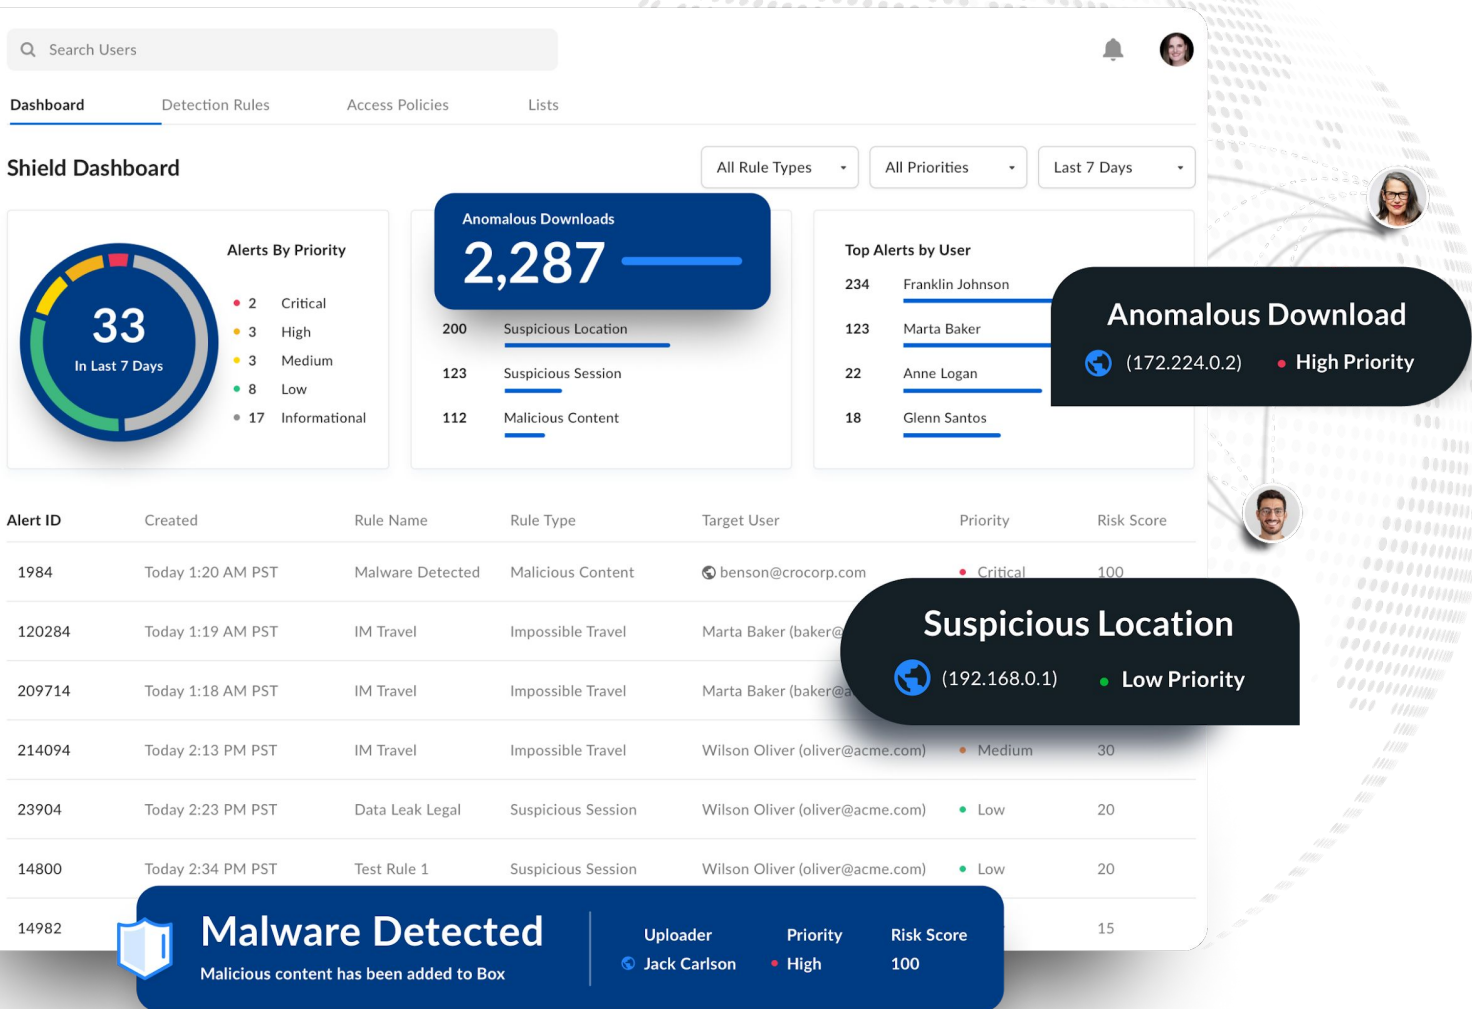 Search Users
Dashboard Detection Rules Access Policies Lists
Shield Dashboard
All Rule Types All Priorities Last 7 Days
Alerts By Priority
33
In Last 7 Days
2 Critical
3 High
3 Medium
8 Low
17 Informational
Anomalous Downloads
2,287
200 Suspicious Location
123 Suspicious Session
112 Malicious Content
Top Alerts by User
234 Franklin Johnson
123 Marta Baker
22 Anne Logan
18 Glenn Santos
Anomalous Download
(172.224.0.2) High Priority
Alert ID Created Rule Name Rule Type Target User Priority Risk Score
1984 Today 1:20 AM PST Malware Detected Malicious Content benson@crocorp.com Critical 100
120284 Today 1:19 AM PST IM Travel Impossible Travel Marta Baker (baker@
209714 Today 1:18 AM PST IM Travel Impossible Travel Marta Baker (baker@a
Suspicious Location
(192.168.0.1) Low Priority
214094 Today 2:13 PM PST IM Travel Impossible Travel Wilson Oliver (oliver@acme.com) Medium 30
23904 Today 2:23 PM PST Data Leak Legal Suspicious Session Wilson Oliver (oliver@acme.com) Low 20
14800 Today 2:34 PM PST Test Rule 1 Suspicious Session Wilson Oliver (oliver@acme.com) Low 20
14982 15
Malware Detected
Malicious content has been added to Box
Uploader Priority Risk Score
Jack Carlson High 100